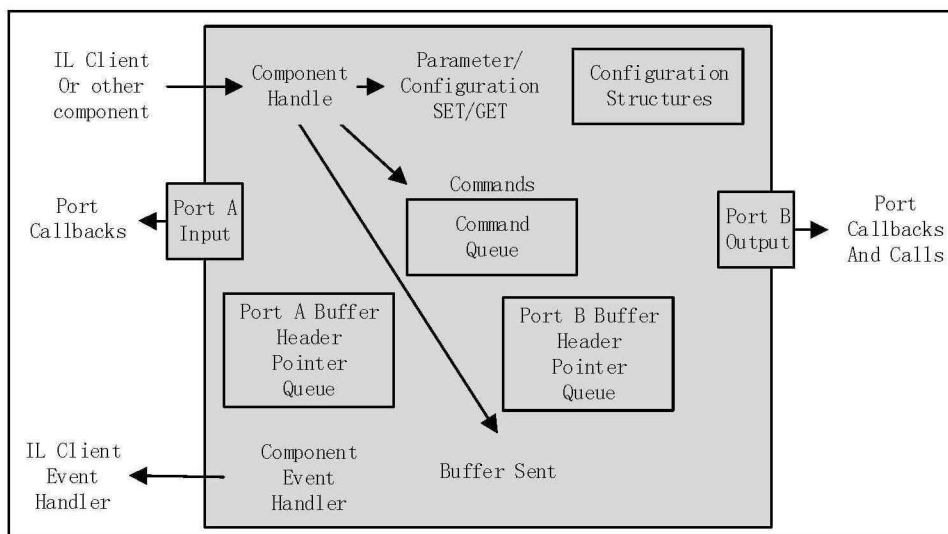 IL Client
Or other
component
Component
Handle
Parameter/
Configuration
SET/GET
Configuration
Structures
Commands
Port
Callbacks
Port A
Input
Command
Queue
Port B
Output
Port
Callbacks
And Calls
Port A Buffer
Header
Pointer
Queue
Port B Buffer
Header
Pointer
Queue
IL Client
Event
Handler
Component
Event
Handler
Buffer Sent